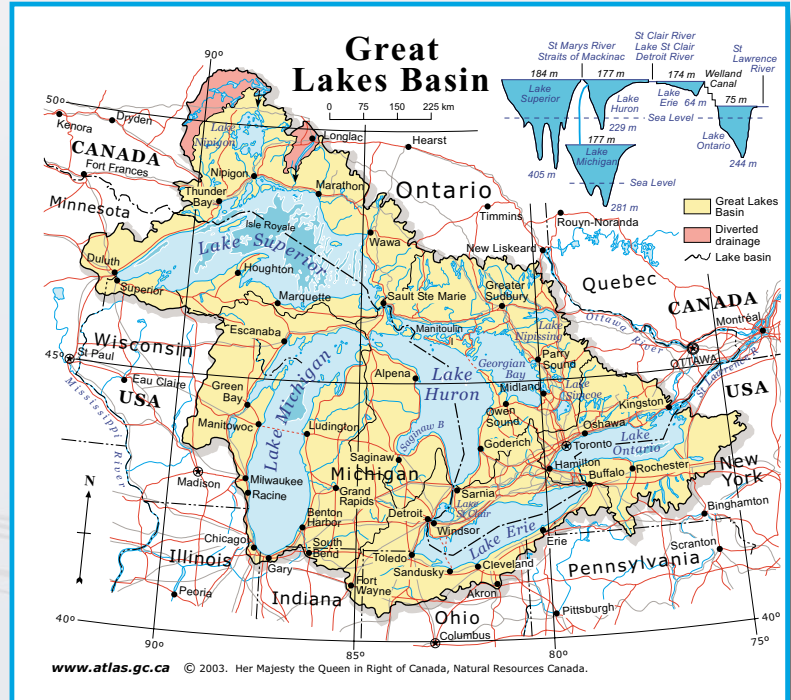 Great
Lakes Basin
0 75 150 225 km
90°
50°
Kenora
Dryden
CANADA
Fort Frances
Lake
Nipigon
Longlac
Hearst
Nipigon
Thunder
Bay
Marathon
Ontario
Minnesota
Timmins
Rouyn-Noranda
Isle Royale
Lake Superior
Wawa
New Liskeard
Duluth
Superior
Houghton
Marquette
Sault Ste Marie
Greater
Sudbury
Quebec
CANADA
Montréal
Ottawa River
OTTAWA
St Lawrence R
USA
Wisconsin
45°
St Paul
Eau Claire
USA
Mississippi River
Escanaba
Manitoulin
I
Lake
Nipissing
Georgian
Bay
Parry
Sound
Midland
Lake
Simcoe
Alpena
Lake
Huron
Lake Michigan
Green
Bay
Manitowoc
Ludington
Owen
Sound
Kingston
Oshawa
Toronto
Lake
Ontario
Saginaw B
Saginaw
Goderich
Michigan
Hamilton
Buffalo
Rochester
New
York
Madison
Milwaukee
Racine
Grand
Rapids
Sarnia
Lake
St Clair
Benton
Harbor
Detroit
Windsor
Binghamton
Chicago
South
Bend
Toledo
Lake Erie
Erie
Scranton
Illinois
Gary
Sandusky
Cleveland
Pennsylvania
Peoria
Indiana
Fort
Wayne
Akron
Ohio
Pittsburgh
Columbus
N
40°
90°
85°
80°
75°
40°
St Marys River
Straits of Mackinac
St Clair River
Lake St Clair
Detroit River
St
Lawrence
River
184 m
177 m
174 m
Welland
Canal
75 m
Lake
Superior
Lake
Huron
Lake
Erie
64 m
229 m
Sea Level
Lake
Ontario
177 m
Lake
Michigan
405 m
244 m
Sea Level
281 m
Great Lakes
Basin
Diverted
drainage
Lake basin
www.atlas.gc.ca © 2003. Her Majesty the Queen in Right of Canada, Natural Resources Canada.